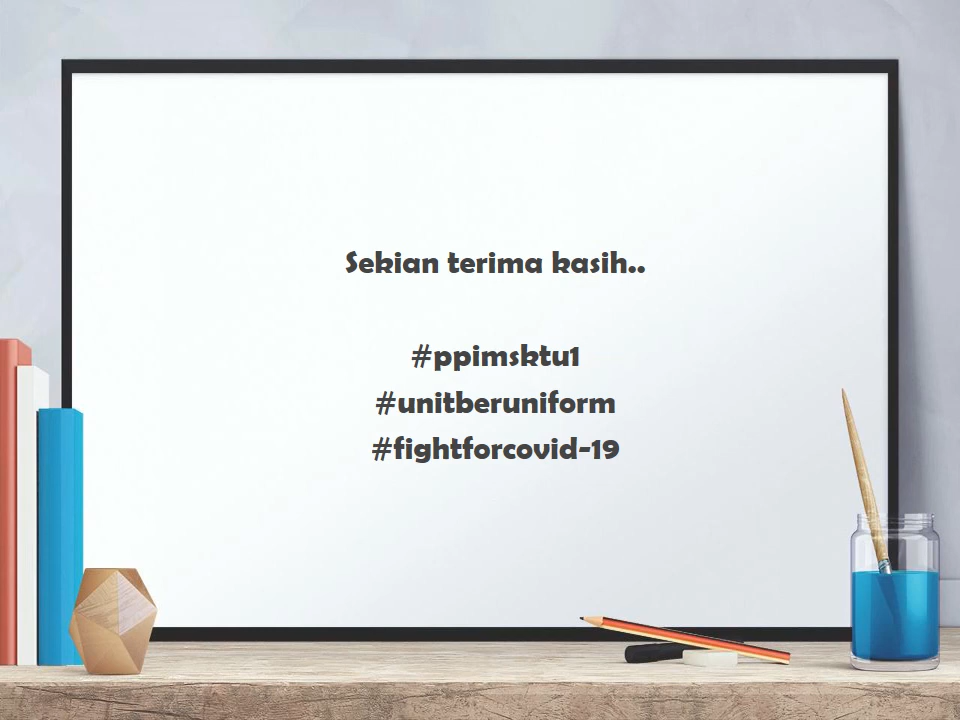 Sekian terima kasih..
#ppimsktu1
#unitberuniform
#fightforcovid-19